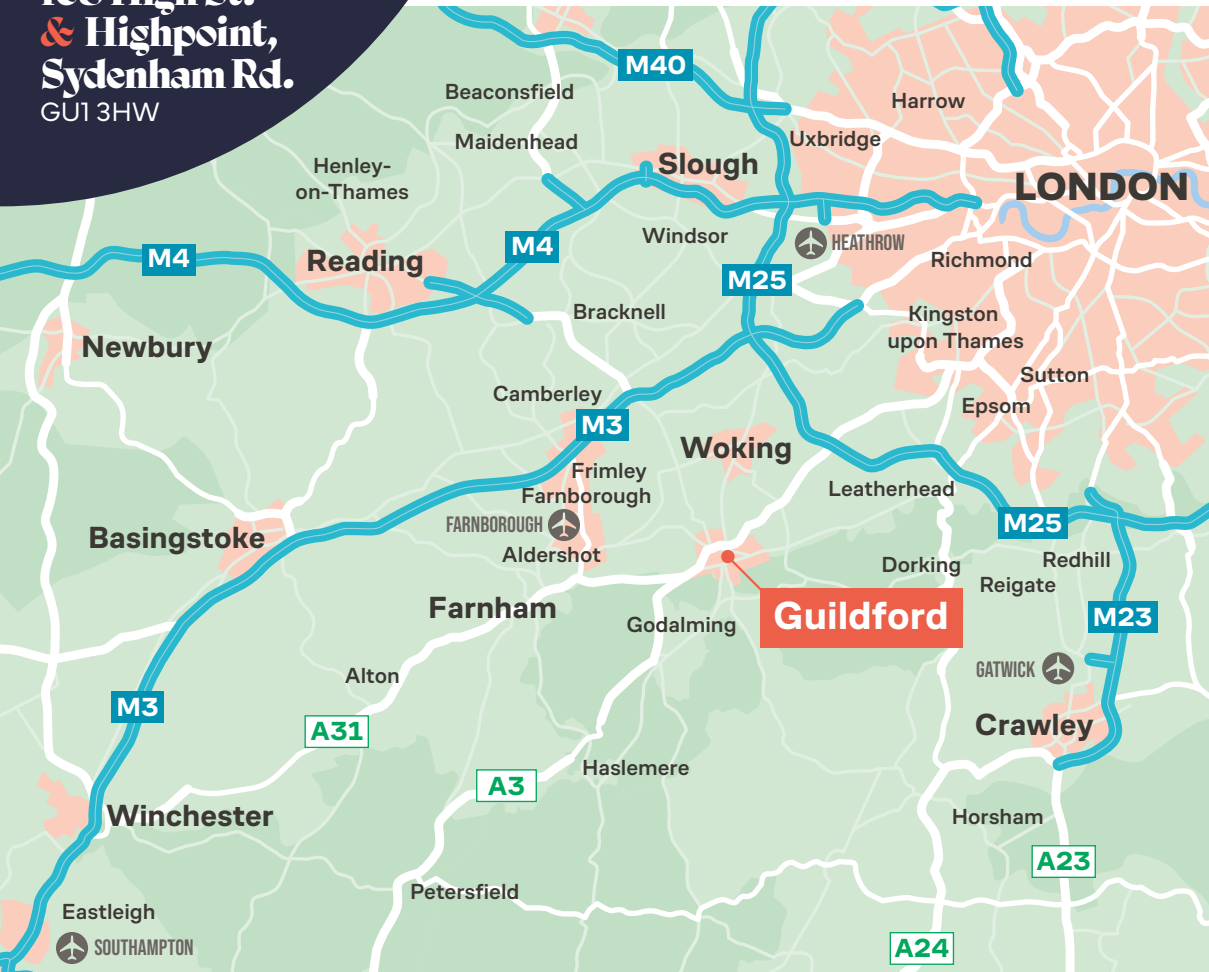 High St.
& Highpoint,
Sydenham Rd.
GU1 3HW
M40
Beaconsfield
Harrow
Maidenhead
Uxbridge
Henley-
on-Thames
Slough
LONDON
Windsor
HEATHROW
M4
M4
Reading
Richmond
M25
Bracknell
Kingston
upon Thames
Newbury
Sutton
Camberley
Epsom
M3
Woking
Frimley
Farnborough
Leatherhead
FARNBOROUGH
M25
Basingstoke
Aldershot
Dorking
Redhill
Reigate
Farnham
Guildford
M23
Godalming
GATWICK
Alton
M3
A31
Crawley
Haslemere
A3
Winchester
Horsham
A23
Petersfield
Eastleigh
SOUTHAMPTON
A24